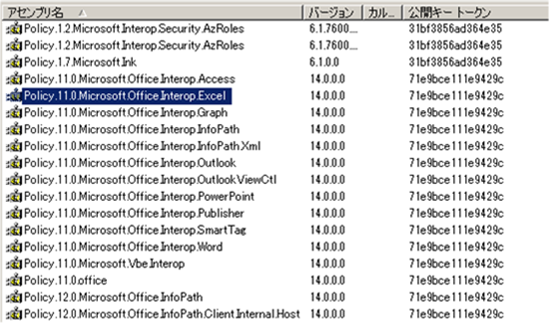 アセンブリ名 バージョン カル... 公開キー トークン
Policy.1.2.Microsoft.Interop.Security.AzRoles 6.1.7600... 31bf3856ad364e35
Policy.1.2.Microsoft.Interop.Security.AzRoles 6.1.7600... 31bf3856ad364e35
Policy.1.7.Microsoft.Ink 6.1.0.0 31bf3856ad364e35
Policy.11.0.Microsoft.Office.Interop.Access 14.0.0.0 71e9bce111e9429c
Policy.11.0.Microsoft.Office.Interop.Excel 14.0.0.0 71e9bce111e9429c
Policy.11.0.Microsoft.Office.Interop.Graph 14.0.0.0 71e9bce111e9429c
Policy.11.0.Microsoft.Office.Interop.InfoPath 14.0.0.0 71e9bce111e9429c
Policy.11.0.Microsoft.Office.Interop.InfoPath.Xml 14.0.0.0 71e9bce111e9429c
Policy.11.0.Microsoft.Office.Interop.Outlook 14.0.0.0 71e9bce111e9429c
Policy.11.0.Microsoft.Office.Interop.OutlookViewCtl 14.0.0.0 71e9bce111e9429c
Policy.11.0.Microsoft.Office.Interop.PowerPoint 14.0.0.0 71e9bce111e9429c
Policy.11.0.Microsoft.Office.Interop.Publisher 14.0.0.0 71e9bce111e9429c
Policy.11.0.Microsoft.Office.Interop.SmartTag 14.0.0.0 71e9bce111e9429c
Policy.11.0.Microsoft.Office.Interop.Word 14.0.0.0 71e9bce111e9429c
Policy.11.0.Microsoft.Vbe.Interop 14.0.0.0 71e9bce111e9429c
Policy.11.0.office 14.0.0.0 71e9bce111e9429c
Policy.12.0.Microsoft.Office.InfoPath 14.0.0.0 71e9bce111e9429c
Policy.12.0.Microsoft.Office.InfoPath.Client.Internal.Host 14.0.0.0 71e9bce111e9429c